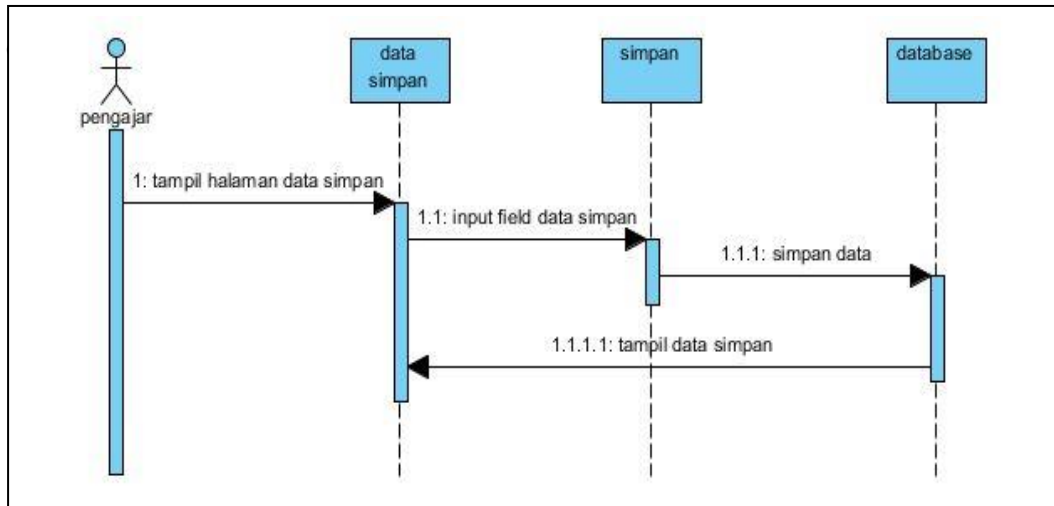 data
simpan
simpan
database
pengajar
1: tampil halaman data simpan
1.1: input field data simpan
1.1.1: simpan data
1.1.1.1: tampil data simpan